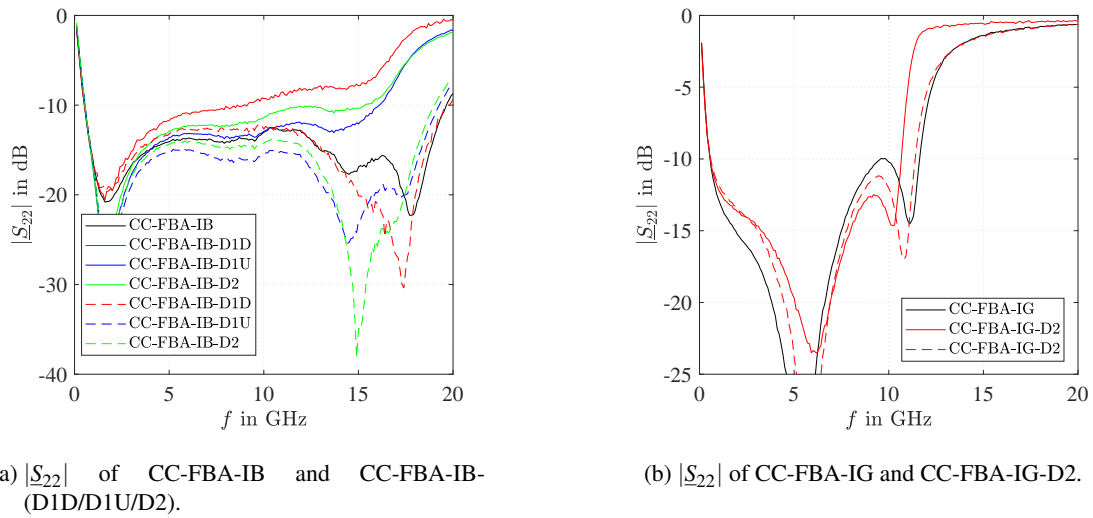 0
-10
-20
-30
-40
0
5
10
15
20
|S22| in dB
f in GHz
CC-FBA-IB
CC-FBA-IB-D1D
CC-FBA-IB-D1U
CC-FBA-IB-D2
CC-FBA-IB-D1D
CC-FBA-IB-D1U
CC-FBA-IB-D2
a) |S22| of CC-FBA-IB and CC-FBA-IB-
(D1D/D1U/D2).
0
-5
-10
-15
-20
-25
0
5
10
15
20
|S22| in dB
f in GHz
CC-FBA-IG
CC-FBA-IG-D2
CC-FBA-IG-D2
(b) |S22| of CC-FBA-IG and CC-FBA-IG-D2.